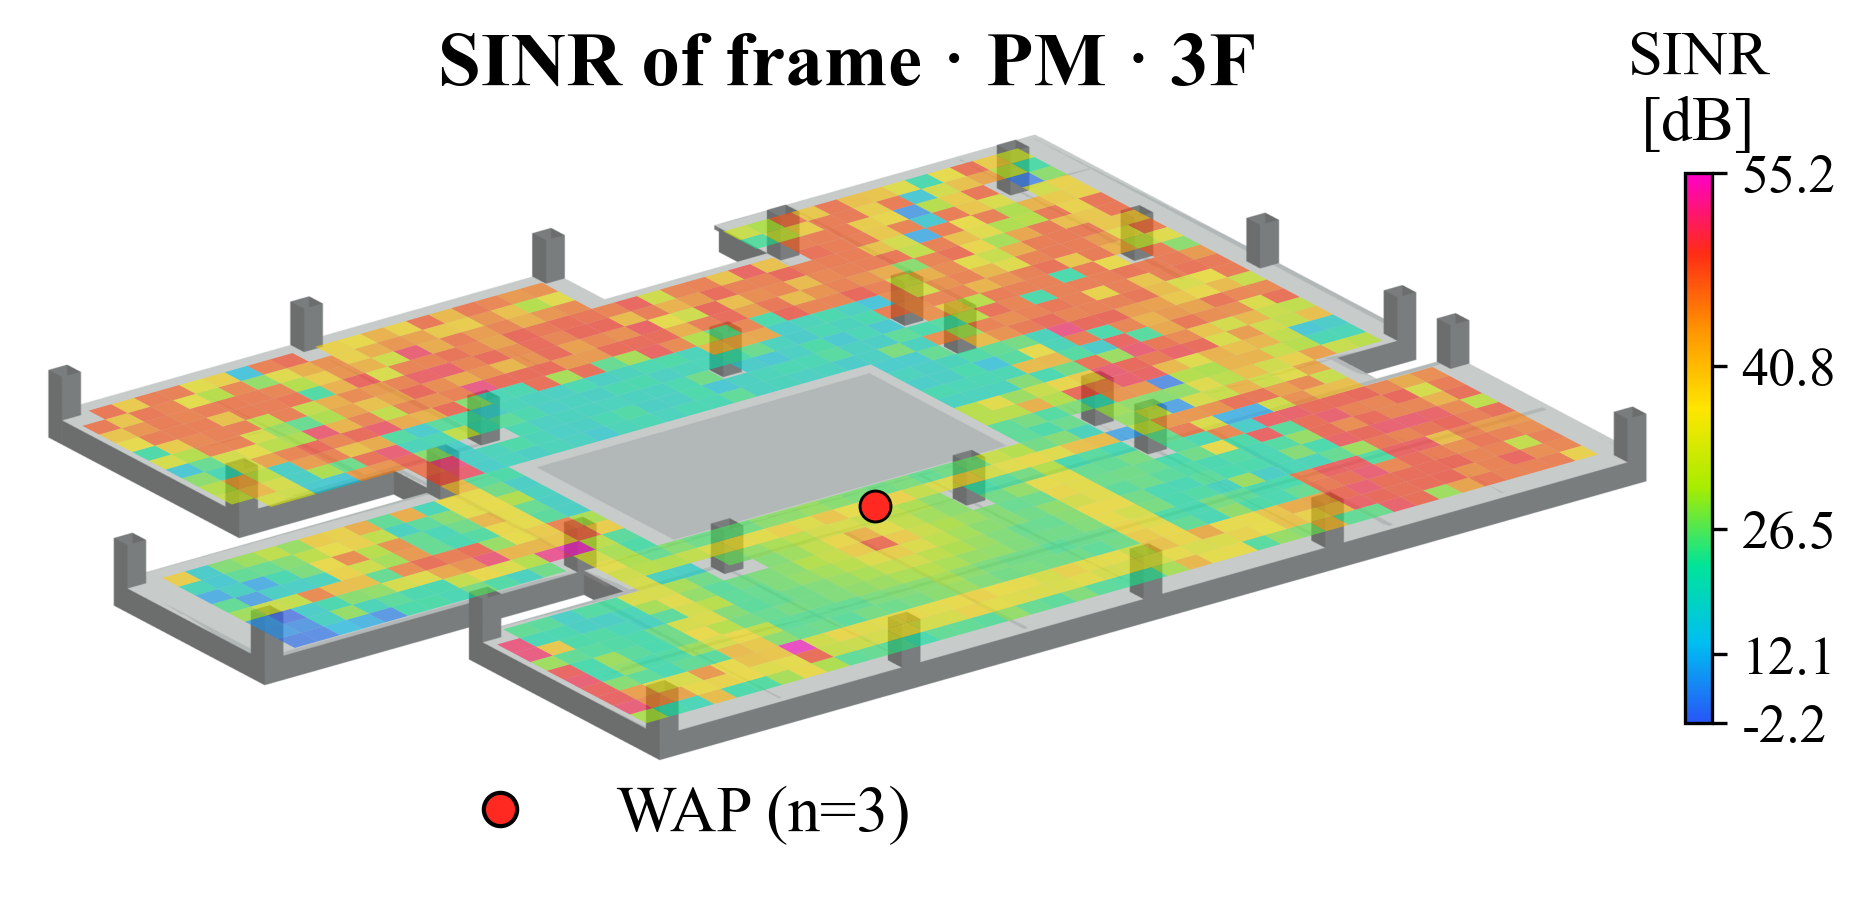 SINR of frame · PM · 3F
SINR
[dB]
55.2
40.8
26.5
12.1
-2.2
WAP (n=3)